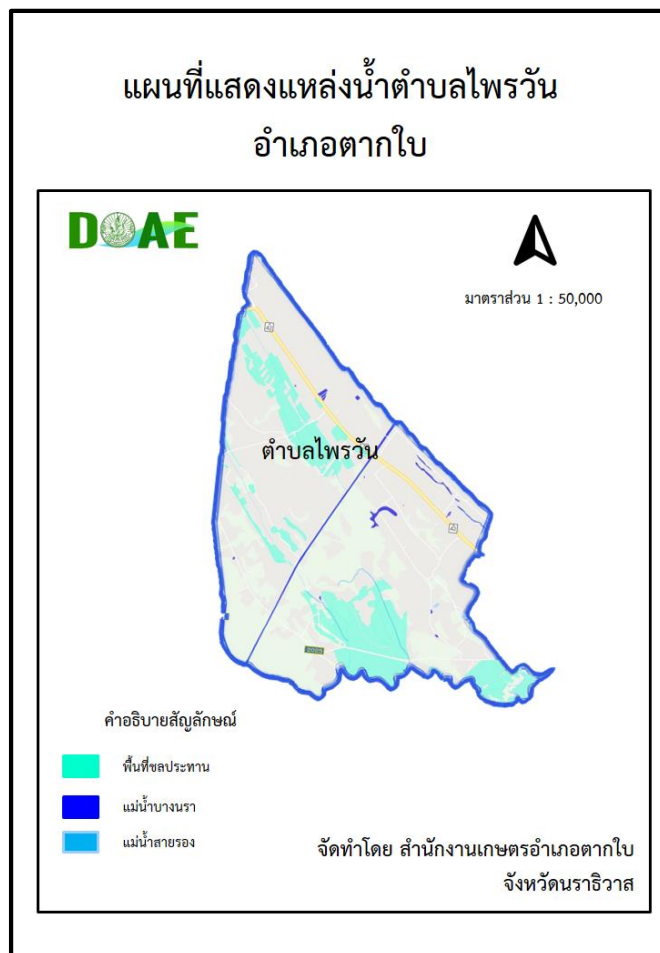 แผนที่แสดงแหล่งน้ำตำบลไพรวัน
อำเภอตากใบ
DOAE
มาตราส่วน 1 : 50,000
42
ตำบลไพรวัน
42
คำอธิบายสัญลักษณ์
พื้นที่ชลประทาน
แม่น้ำบางนรา
แม่น้ำสายรอง
จัดทำโดย สำนักงานเกษตรอำเภอตากใบ
จังหวัดนราธิวาส